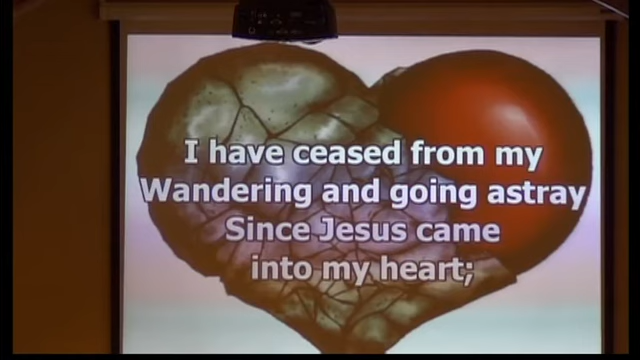 I have ceased from my
Wandering and going astray
Since Jesus came
into my heart;